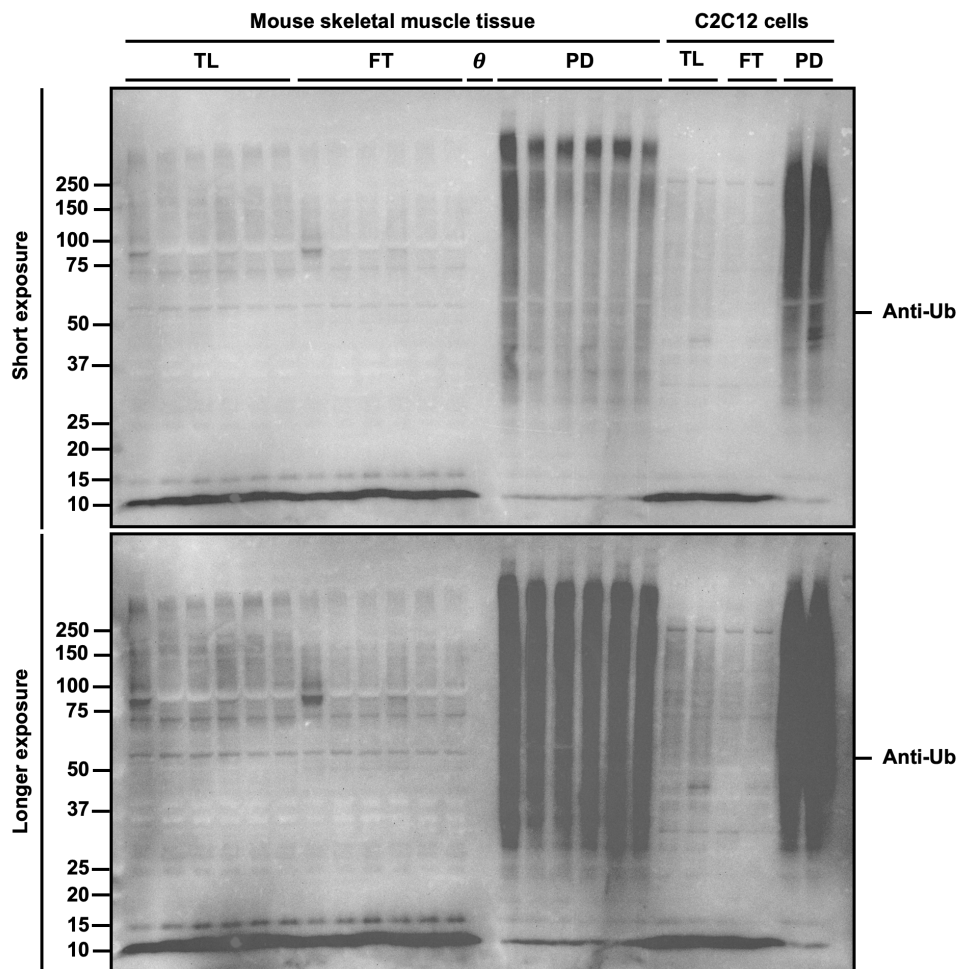 Mouse skeletal muscle tissue
C2C12 cells
TL FT θ PD TL FT PD
Short exposure
250
150
100
75
50
37
25
20
15
10
Anti-Ub
Longer exposure
250
150
100
75
50
37
25
20
15
10
Anti-Ub